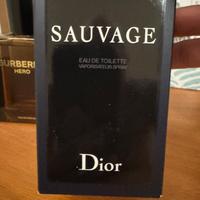 SAUVAGE
EAU DE TOILETTE
VAPORISATEUR-SPRAY
Dior
BURBERRY
HERO